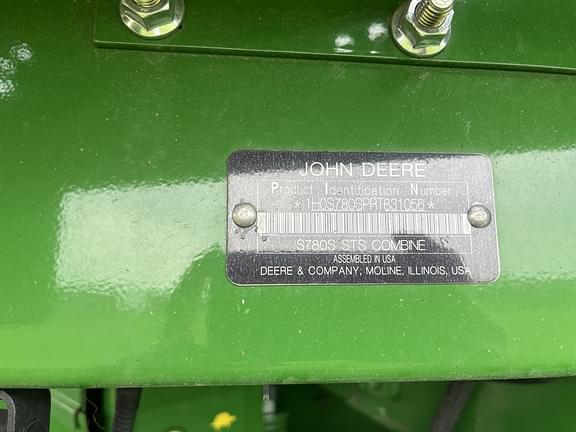 JOHN DEERE
Product Identification Number
*1H0S780SPRT831056*
S780S STS COMBINE
ASSEMBLED IN USA
DEERE & COMPANY, MOLINE, ILLINOIS, USA